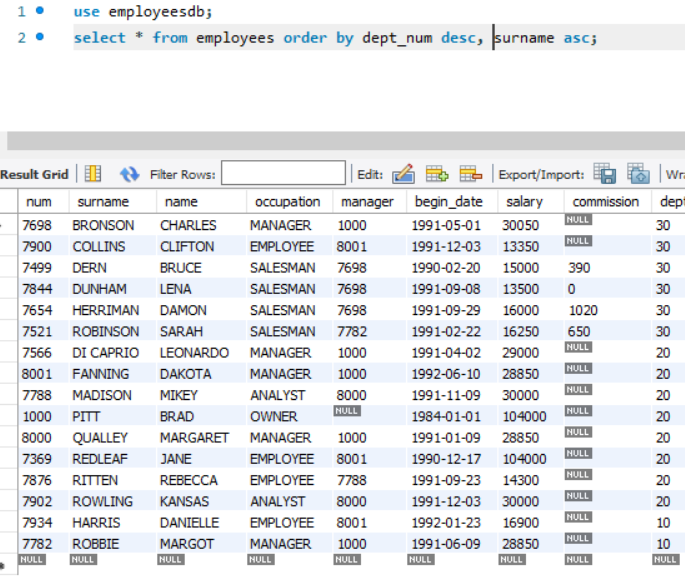 1 use employeesdb;
2 select * from employees order by dept_num desc, surname asc;
Result Grid Filter Rows: Edit: Export/Import: Wra
num surname name occupation manager begin_date salary commission dept
7698 BRONSON CHARLES MANAGER 1000 1991-05-01 30050 NULL 30
7900 COLLINS CLIFTON EMPLOYEE 8001 1991-12-03 13350 NULL 30
7499 DERN BRUCE SALESMAN 7698 1990-02-20 15000 390 30
7844 DUNHAM LENA SALESMAN 7698 1991-09-08 13500 0 30
7654 HERRIMAN DAMON SALESMAN 7698 1991-09-29 16000 1020 30
7521 ROBINSON SARAH SALESMAN 7782 1991-02-22 16250 650 30
7566 DI CAPRIO LEONARDO MANAGER 1000 1991-04-02 29000 NULL 20
8001 FANNING DAKOTA MANAGER 1000 1992-06-10 28850 NULL 20
7788 MADISON MIKEY ANALYST 8000 1991-11-09 30000 NULL 20
1000 PITT BRAD OWNER NULL 1984-01-01 104000 NULL 20
8000 QUALLEY MARGARET MANAGER 1000 1991-01-09 28850 NULL 20
7369 REDLEAF JANE EMPLOYEE 8001 1990-12-17 104000 NULL 20
7876 RITTEN REBECCA EMPLOYEE 7788 1991-09-23 14300 NULL 20
7902 ROWLING KANSAS ANALYST 8000 1991-12-03 30000 NULL 20
7934 HARRIS DANIELLE EMPLOYEE 8001 1992-01-23 16900 NULL 10
7782 ROBBIE MARGOT MANAGER 1000 1991-06-09 28850 NULL 10
NULL NULL NULL NULL NULL NULL NULL NULL NULL